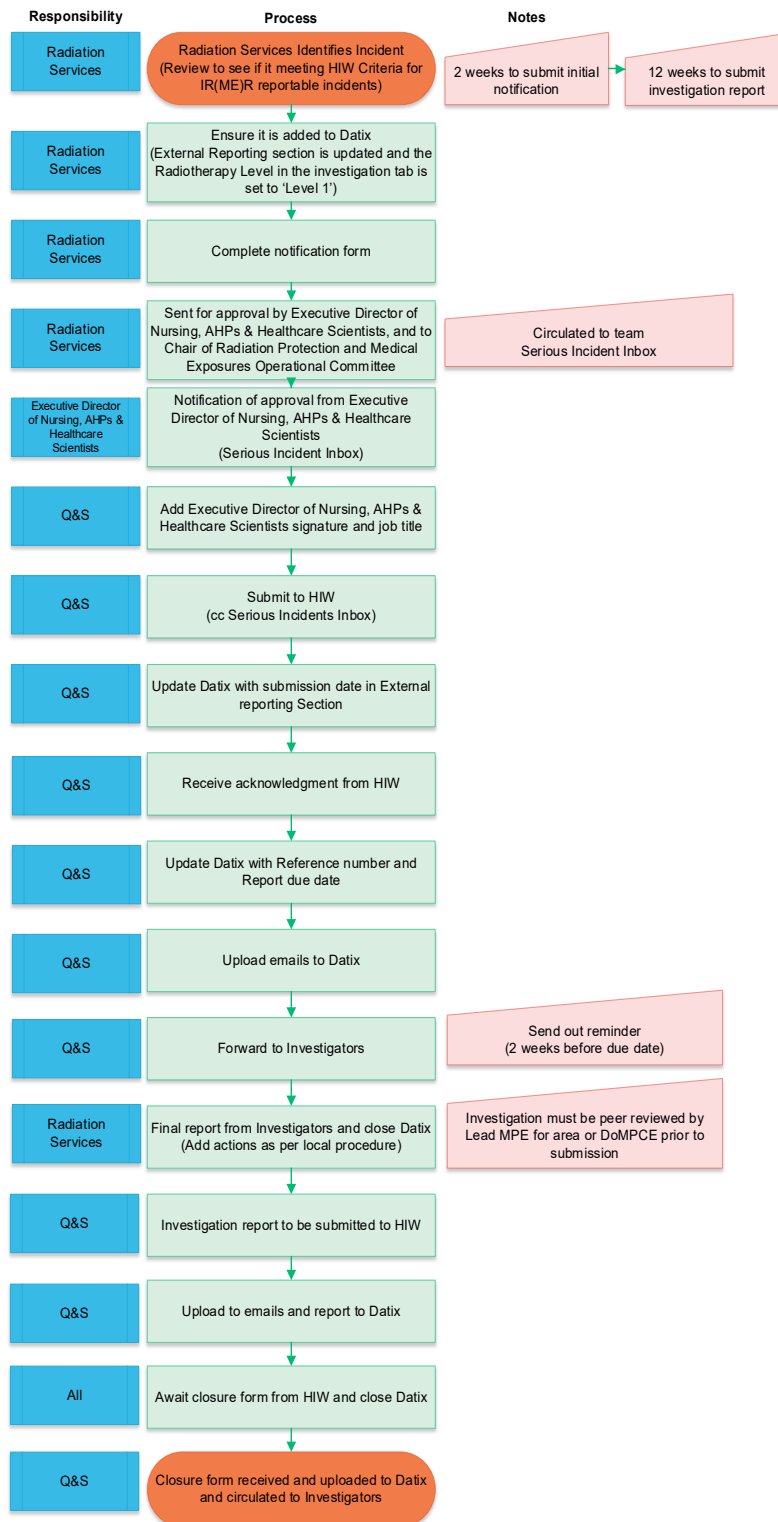 Responsibility
Process
Notes
Radiation
Services
Radiation Services Identifies Incident
(Review to see if it meeting HIW Criteria for
IR(ME)R reportable incidents)
2 weeks to submit initial
notification
12 weeks to submit
investigation report
Radiation
Services
Ensure it is added to Datix
(External Reporting section is updated and the
Radiotherapy Level in the investigation tab is
set to ‘Level 1’)
Radiation
Services
Complete notification form
Radiation
Services
Sent for approval by Executive Director of
Nursing, AHPs & Healthcare Scientists, and to
Chair of Radiation Protection and Medical
Exposures Operational Committee
Circulated to team
Serious Incident Inbox
Executive Director
of Nursing, AHPs &
Healthcare
Scientists
Notification of approval from Executive
Director of Nursing, AHPs & Healthcare
Scientists
(Serious Incident Inbox)
Q&S
Add Executive Director of Nursing, AHPs &
Healthcare Scientists signature and job title
Q&S
Submit to HIW
(cc Serious Incidents Inbox)
Q&S
Update Datix with submission date in External
reporting Section
Q&S
Receive acknowledgment from HIW
Q&S
Update Datix with Reference number and
Report due date
Q&S
Upload emails to Datix
Q&S
Forward to Investigators
Send out reminder
(2 weeks before due date)
Radiation
Services
Final report from Investigators and close Datix
(Add actions as per local procedure)
Investigation must be peer reviewed by
Lead MPE for area or DoMPCE prior to
submission
Q&S
Investigation report to be submitted to HIW
Q&S
Upload to emails and report to Datix
All
Await closure form from HIW and close Datix
Q&S
Closure form received and uploaded to Datix
and circulated to Investigators